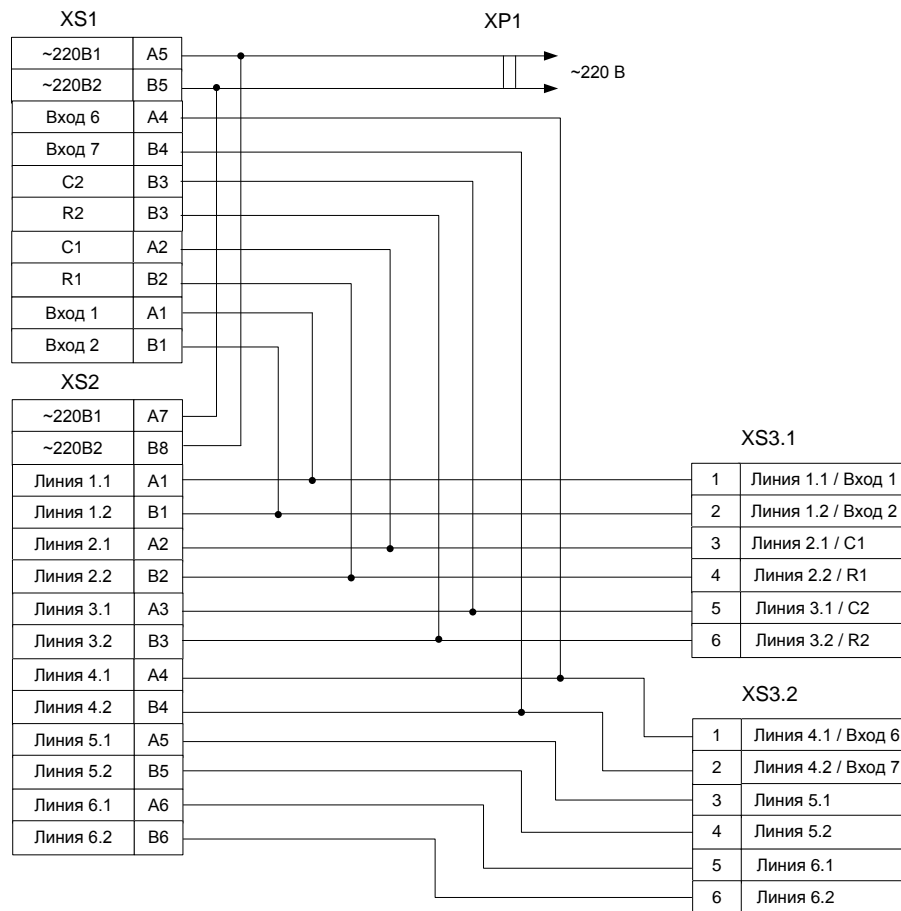 XS1
~220В1 A5
~220В2 B5
Вход 6 A4
Вход 7 B4
C2 B3
R2 B3
C1 A2
R1 B2
Вход 1 A1
Вход 2 B1
XP1
~220 В
XS2
~220В1 A7
~220В2 B8
Линия 1.1 A1
Линия 1.2 B1
Линия 2.1 A2
Линия 2.2 B2
Линия 3.1 A3
Линия 3.2 B3
Линия 4.1 A4
Линия 4.2 B4
Линия 5.1 A5
Линия 5.2 B5
Линия 6.1 A6
Линия 6.2 B6
XS3.1
1 Линия 1.1 / Вход 1
2 Линия 1.2 / Вход 2
3 Линия 2.1 / C1
4 Линия 2.2 / R1
5 Линия 3.1 / C2
6 Линия 3.2 / R2
XS3.2
1 Линия 4.1 / Вход 6
2 Линия 4.2 / Вход 7
3 Линия 5.1
4 Линия 5.2
5 Линия 6.1
6 Линия 6.2